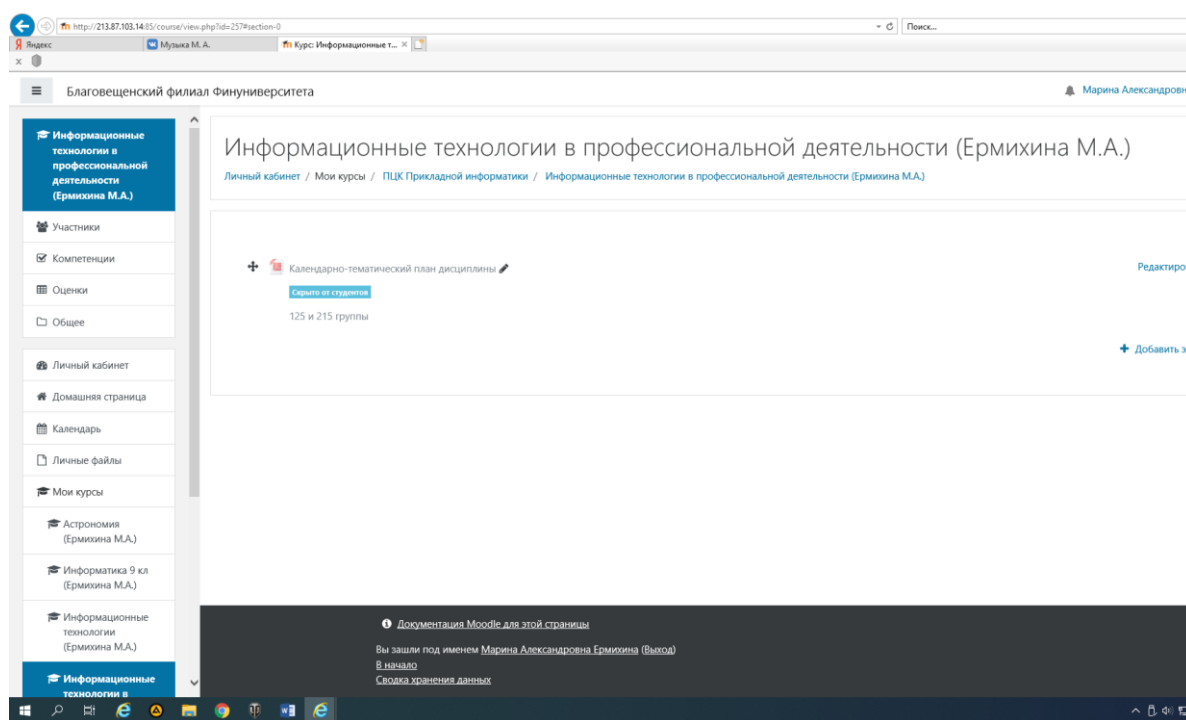 http://213.87.103.14:85/course/view.php?id=257#section-0
Поиск...
Яндекс
Музыка М. А.
Курс: Информационные т...
Благовещенский филиал Финуниверситета
Марина Александровн
Информационные
технологии в
профессиональной
деятельности
(Ермихина М.А.)
Участники
Компетенции
Оценки
Общее
Личный кабинет
Домашняя страница
Календарь
Личные файлы
Мои курсы
Астрономия
(Ермихина М.А.)
Информатика 9 кл
(Ермихина М.А.)
Информационные
технологии
(Ермихина М.А.)
Информационные
технологии в
Информационные технологии в профессиональной деятельности (Ермихина М.А.)
Личный кабинет / Мои курсы / ПЦК Прикладной информатики / Информационные технологии в профессиональной деятельности (Ермихина М.А.)
Календарно-тематический план дисциплины
Редактиро
Скрыто от студентов
125 и 215 группы
Добавить э
Документация Moodle для этой страницы
Вы зашли под именем Марина Александровна Ермихина (Выход)
В начало
Сводка хранения данных